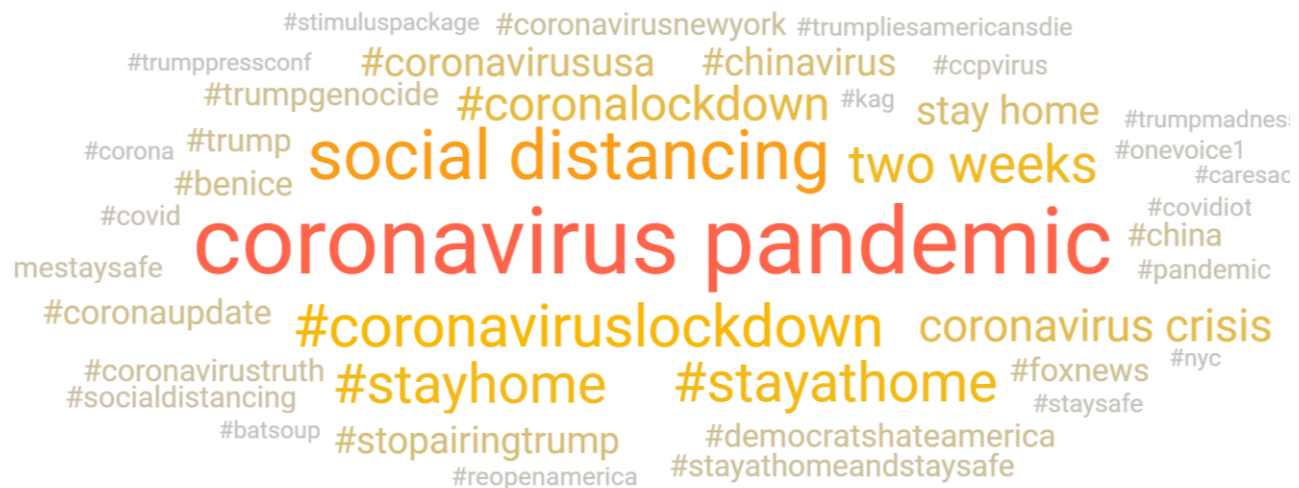 #stimuluspackage #coronavirusnewyork #trumpliesamericansdie
#trumppressconf #coronavirususa #chinavirus #ccpvirus
#trumpgenocide #coronalockdown #kag stay home #trumpmadness
#corona #trump social distancing two weeks #onevoice1
#benice #caresac
#covid coronavirus pandemic #covidiot
#china
mestaysafe #pandemic
#coronaupdate #coronaviruslockdown coronavirus crisis
#coronavirustruth #stayhome #stayathome #foxnews #nyc
#socialdistancing #staysafe
#batsoup #stopairingtrump #democratshateamerica
#reopenamerica #stayathomeandstaysafe